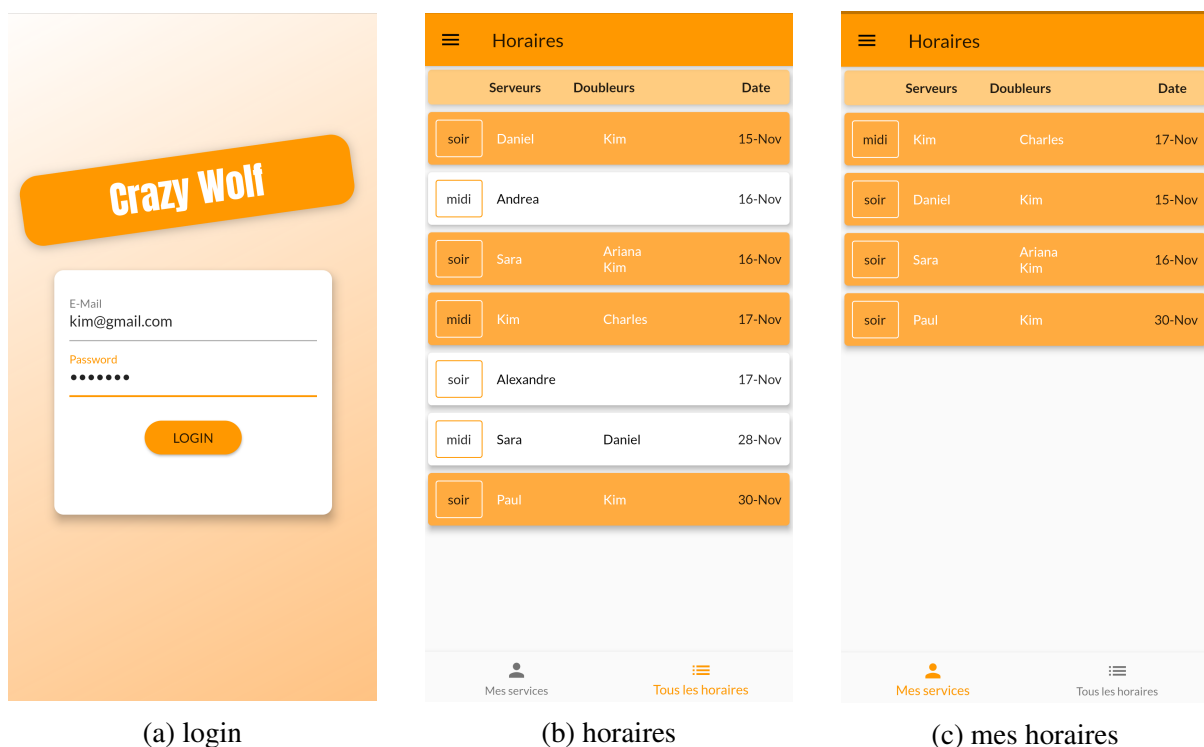 Crazy Wolf
E-Mail
kim@gmail.com
Password
•••••••
LOGIN
(a) login
Horaires
Serveurs Doubleurs Date
soir Daniel Kim 15-Nov
midi Andrea 16-Nov
soir Sara Ariana Kim 16-Nov
midi Kim Charles 17-Nov
soir Alexandre 17-Nov
midi Sara Daniel 28-Nov
soir Paul Kim 30-Nov
Mes services Tous les horaires
(b) horaires
Horaires
Serveurs Doubleurs Date
midi Kim Charles 17-Nov
soir Daniel Kim 15-Nov
soir Sara Ariana Kim 16-Nov
soir Paul Kim 30-Nov
Mes services Tous les horaires
(c) mes horaires